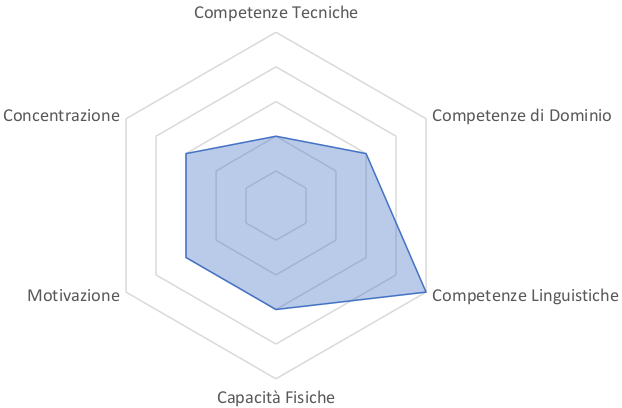 Competenze Tecniche
Concentrazione
Competenze di Dominio
Motivazione
Competenze Linguistiche
Capacità Fisiche